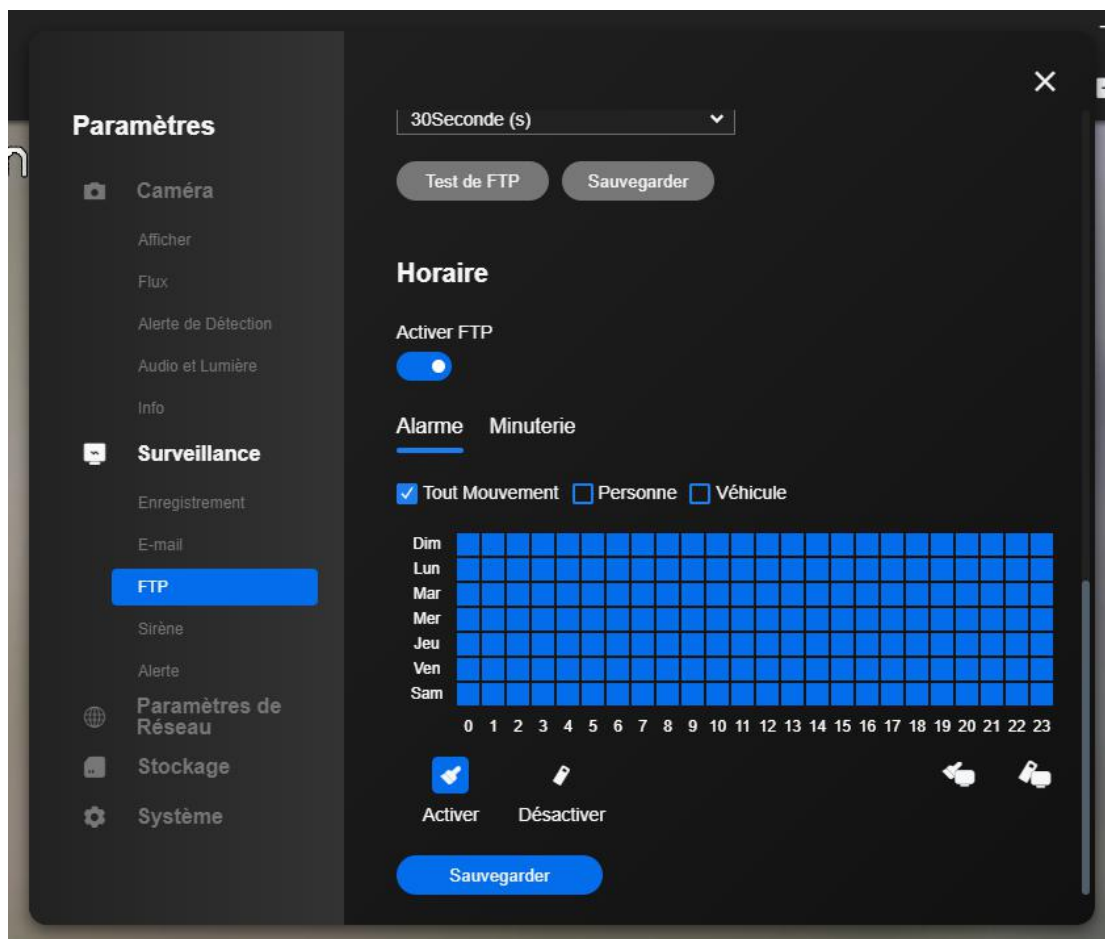 Paramètres
Caméra
Afficher
Flux
Alerte de Détection
Audio et Lumière
Info
Surveillance
Enregistrement
E-mail
FTP
Sirène
Alerte
Paramètres de
Réseau
Stockage
Système
30Seconde (s)
Test de FTP Sauvegarder
Horaire
Activer FTP
Alarme Minuterie
Tout Mouvement Personne Véhicule
Dim
Lun
Mar
Mer
Jeu
Ven
Sam
0 1 2 3 4 5 6 7 8 9 10 11 12 13 14 15 16 17 18 19 20 21 22 23
Activer Désactiver
Sauvegarder